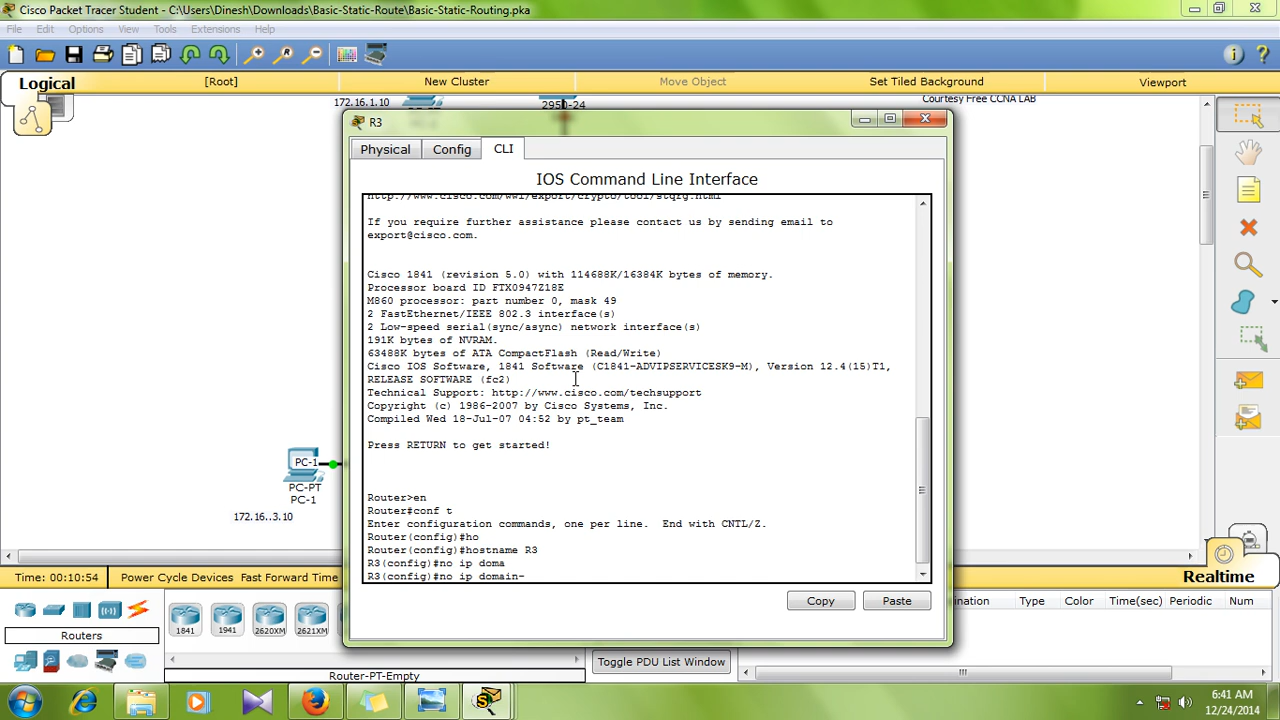 Cisco Packet Tracer Student - C:\Users\Dinesh\Downloads\Basic-Static-Route\Basic-Static-Routing.pka
File Edit Options View Tools Extensions Help
Logical [Root] New Cluster Move Object Set Tiled Background Viewport
172.16.1.10 2950-24 Courtesy Free CCNA LAB
R3
Physical Config CLI
IOS Command Line Interface
http://www.cisco.com/wwl/export/crypto/tool/stqrg.html
If you require further assistance please contact us by sending email to
export@cisco.com.
Cisco 1841 (revision 5.0) with 114688K/16384K bytes of memory.
Processor board ID FTX0947Z18E
M860 processor: part number 0, mask 49
2 FastEthernet/IEEE 802.3 interface(s)
2 Low-speed serial(sync/async) network interface(s)
191K bytes of NVRAM.
63488K bytes of ATA CompactFlash (Read/Write)
Cisco IOS Software, 1841 Software (C1841-ADVIPSERVICESK9-M), Version 12.4(15)T1,
RELEASE SOFTWARE (fc2)
Technical Support: http://www.cisco.com/techsupport
Copyright (c) 1986-2007 by Cisco Systems, Inc.
Compiled Wed 18-Jul-07 04:52 by pt_team
Press RETURN to get started!
Router>en
Router#conf t
Enter configuration commands, one per line. End with CNTL/Z.
Router(config)#ho
Router(config)#hostname R3
R3(config)#no ip doma
R3(config)#no ip domain-
Copy Paste
PC-1
PC-PT
PC-1
172.16..3.10
Time: 00:10:54 Power Cycle Devices Fast Forward Time Realtime
ination Type Color Time(sec) Periodic Num
Routers
1841 1941 2620XM 2621XM
Router-PT-Empty
Toggle PDU List Window
6:41 AM
12/24/2014